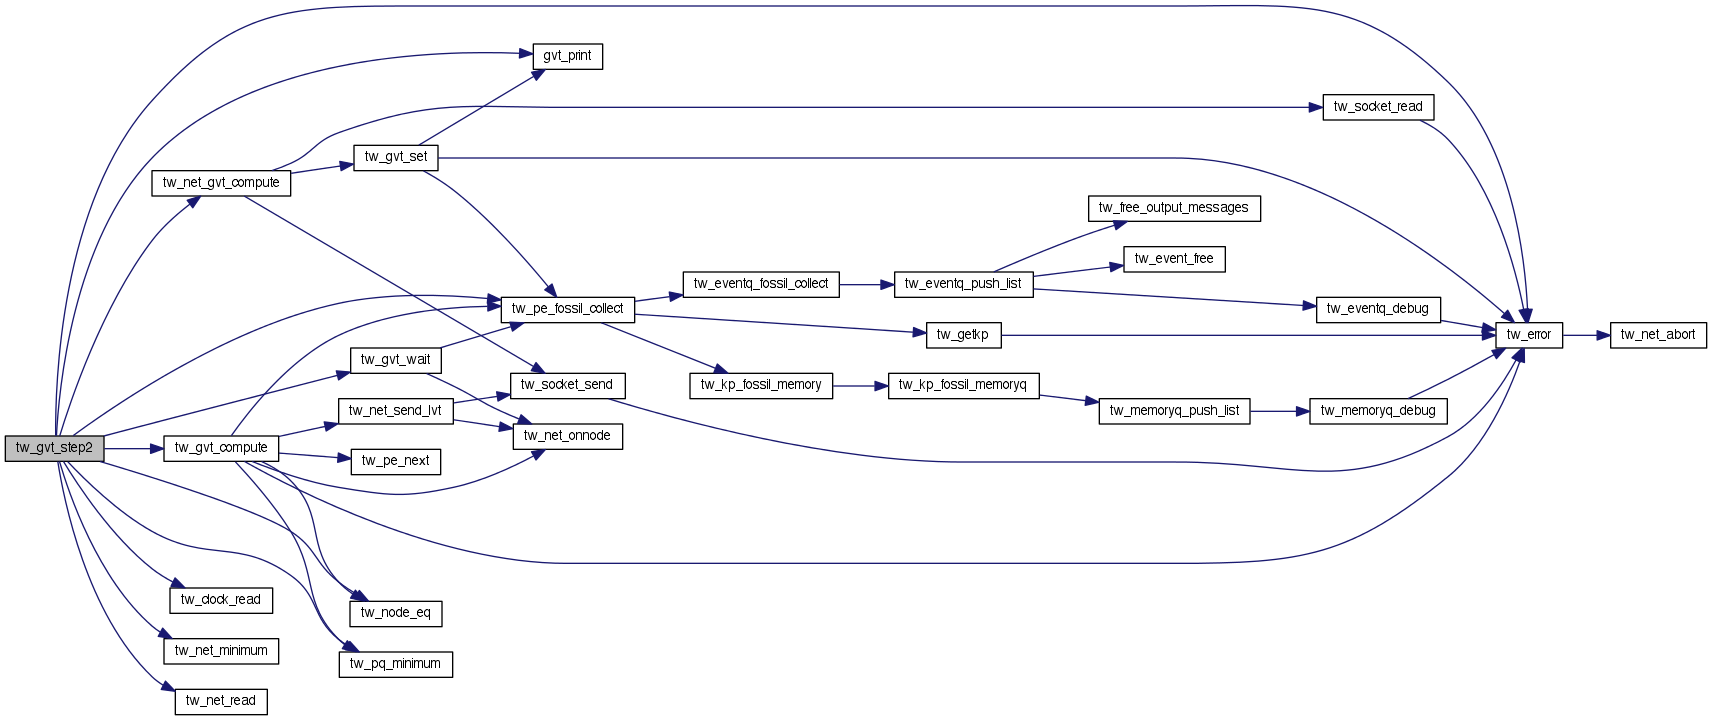 gvt_print
tw_socket_read
tw_gvt_set
tw_net_gvt_compute
tw_free_output_messages
tw_event_free
tw_eventq_fossil_collect
tw_eventq_push_list
tw_pe_fossil_collect
tw_eventq_debug
tw_getkp
tw_error
tw_net_abort
tw_gvt_wait
tw_socket_send
tw_kp_fossil_memory
tw_kp_fossil_memoryq
tw_net_send_lvt
tw_memoryq_push_list
tw_memoryq_debug
tw_net_onnode
tw_gvt_step2
tw_gvt_compute
tw_pe_next
tw_clock_read
tw_node_eq
tw_net_minimum
tw_pq_minimum
tw_net_read